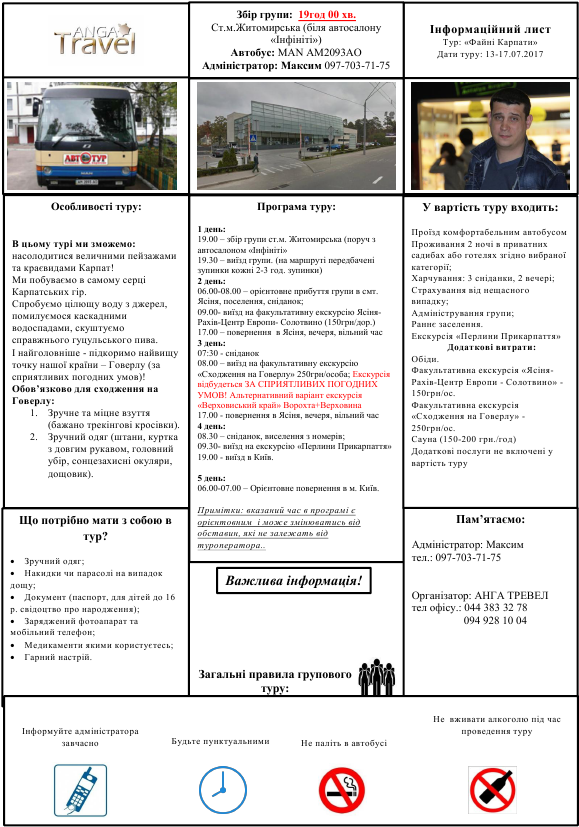 ANGA
Travel
Збір групи: 19год 00 хв.
Ст.м.Житомирська (біля автосалону
«Інфініті»)
Автобус: MAN AM2093AO
Адміністратор: Максим 097-703-71-75
Інформаційний лист
Тур: «Файні Карпати»
Дати туру: 13-17.07.2017
АВТОТУР
Особливості туру:
В цьому турі ми зможемо:
насолодитися величними пейзажами
та краєвидами Карпат!
Ми побуваємо в самому серці
Карпатських гір.
Спробуємо цілющу воду з джерел,
помилуємося каскадними
водоспадами, скуштуємо
справжнього гуцульського пива.
І найголовніше - підкоримо найвищу
точку нашої країни – Говерлу (за
сприятливих погодних умов)!
Обов'язково для сходження на
Говерлу:
1. Зручне та міцне взуття
(бажано трекінгові кросівки).
2. Зручний одяг (штани, куртка
з довгим рукавом, головний
убір, сонцезахисні окуляри,
дощовик).
Програма туру:
1 день:
19.00 – збір групи ст.м. Житомирська (поруч з
автосалоном «Інфініті»
19.30 – виїзд групи. (на маршруті передбачені
зупинки кожні 2-3 год. зупинки)
2 день:
06.00-08.00 – орієнтовне прибуття групи в смт.
Ясіня, поселення, сніданок;
09.00- виїзд на факультативну екскурсію Ясіня-
Рахів-Центр Европи- Солотвино (150грн/дор.)
17.00 – повернення в Ясіня, вечеря, вільний час
3 день:
07:30 - сніданок
08.00 – виїзд на факультативну екскурсію
«Сходження на Говерлу» 250грн/особа; Екскурсія
відбудеться ЗА СПРИЯТЛИВИХ ПОГОДНИХ
УМОВ! Альтернативний варіант екскурсія
«Верховиський край» Ворохта+Верховина
17.00 - повернення в Ясіня, вечеря, вільний час
4 день:
08.30 – сніданок, виселення з номерів;
09.30- виїзд на екскурсію «Перлини Прикарпаття»
19.00 - виїзд в Київ.
5 день:
06.00-07.00 – Орієнтовне повернення в м. Київ.
Примітки: вказаний час в програмі є
орієнтовним і може змінюватись від
обставин, які не залежать від
туроператора..
У вартість туру входить:
Проїзд комфортабельним автобусом
Проживання 2 ночі в приватних
садибах або готелях згідно вибраної
категорії;
Харчування: 3 сніданки, 2 вечері;
Страхування від нещасного
випадку;
Адміністрування групи;
Раннє заселення.
Екскурсія «Перлини Прикарпаття»
Додаткові витрати:
Обіди.
Факультативна екскурсія «Ясіня-
Рахів-Центр Европи - Солотвино» -
150грн/ос.
Факультативна екскурсія
«Сходження на Говерлу» -
250грн/ос.
Сауна (150-200 грн./год)
Додаткові послуги не включені у
вартість туру
Що потрібно мати з собою в
тур?
• Зручний одяг;
• Накидки чи парасолі на випадок
дощу;
• Документ (паспорт, для дітей до 16
р. свідоцтво про народження);
• Заряджений фотоапарат та
мобільний телефон;
• Медикаменти якими користуєтесь;
• Гарний настрій.
Важлива інформація!
Загальні правила групового
туру:
Пам'ятаємо:
Адміністратор: Максим
тел.: 097-703-71-75
Організатор: АНГА ТРЕВЕЛ
тел офісу.: 044 383 32 78
094 928 10 04
Інформуйте адміністратора
завчасно
Будьте пунктуальними
Не паліть в автобусі
Не вживати алкоголю під час
проведення туру